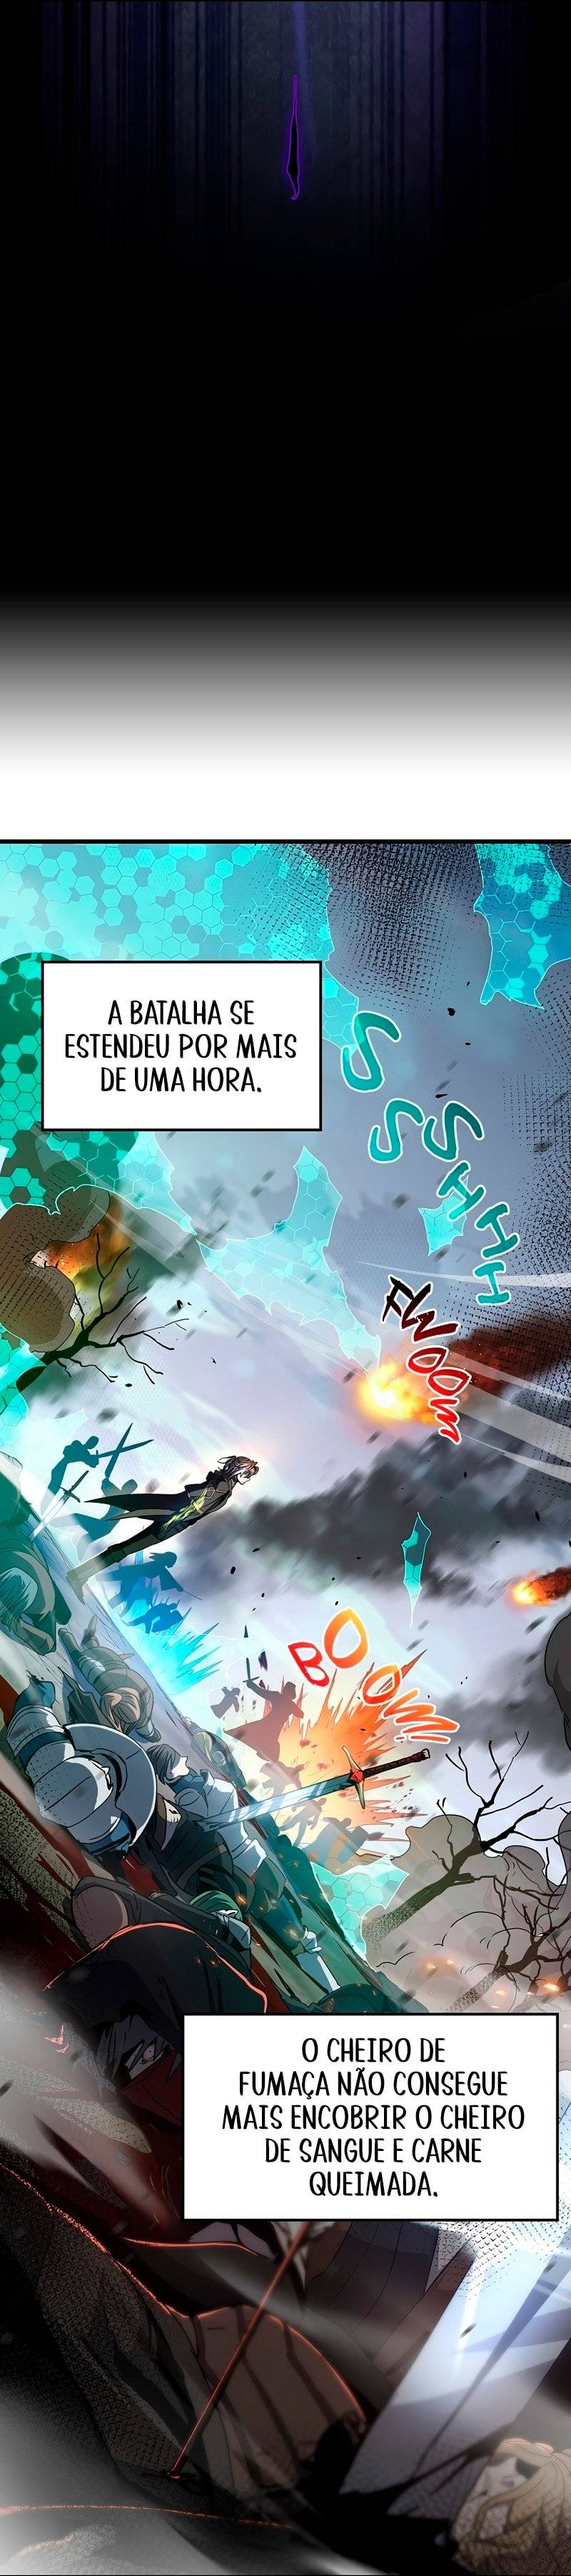 A BATALHA SE
ESTENDEU POR MAIS
DE UMA HORA.
SSSHHH
FWOOM
BOOM
O CHEIRO DE
FUMAÇA NÃO CONSEGUE
MAIS ENCOBRIR O CHEIRO
DE SANGUE E CARNE
QUEIMADA.